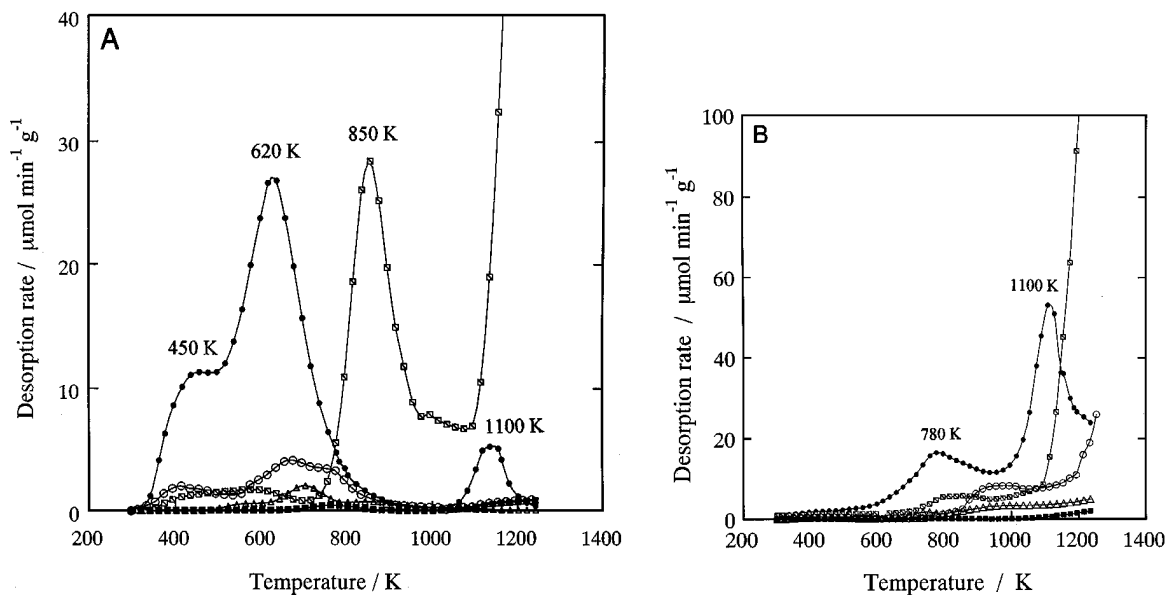 A
40
30
20
10
0
Desorption rate / μmol min⁻¹ g⁻¹
450 K
620 K
850 K
1100 K
200 400 600 800 1000 1200 1400
Temperature / K
B
100
80
60
40
20
0
Desorption rate / μmol min⁻¹ g⁻¹
780 K
1100 K
200 400 600 800 1000 1200 1400
Temperature / K